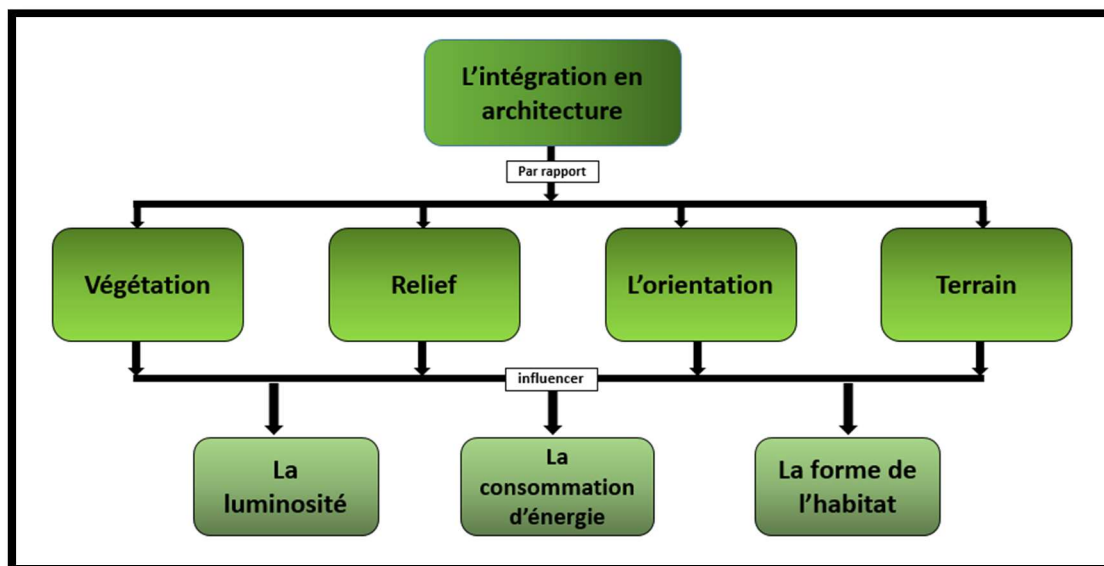 L’intégration en
architecture
Par rapport
Végétation
Relief
L’orientation
Terrain
influencer
La
luminosité
La
consommation
d’énergie
La forme de
l’habitat